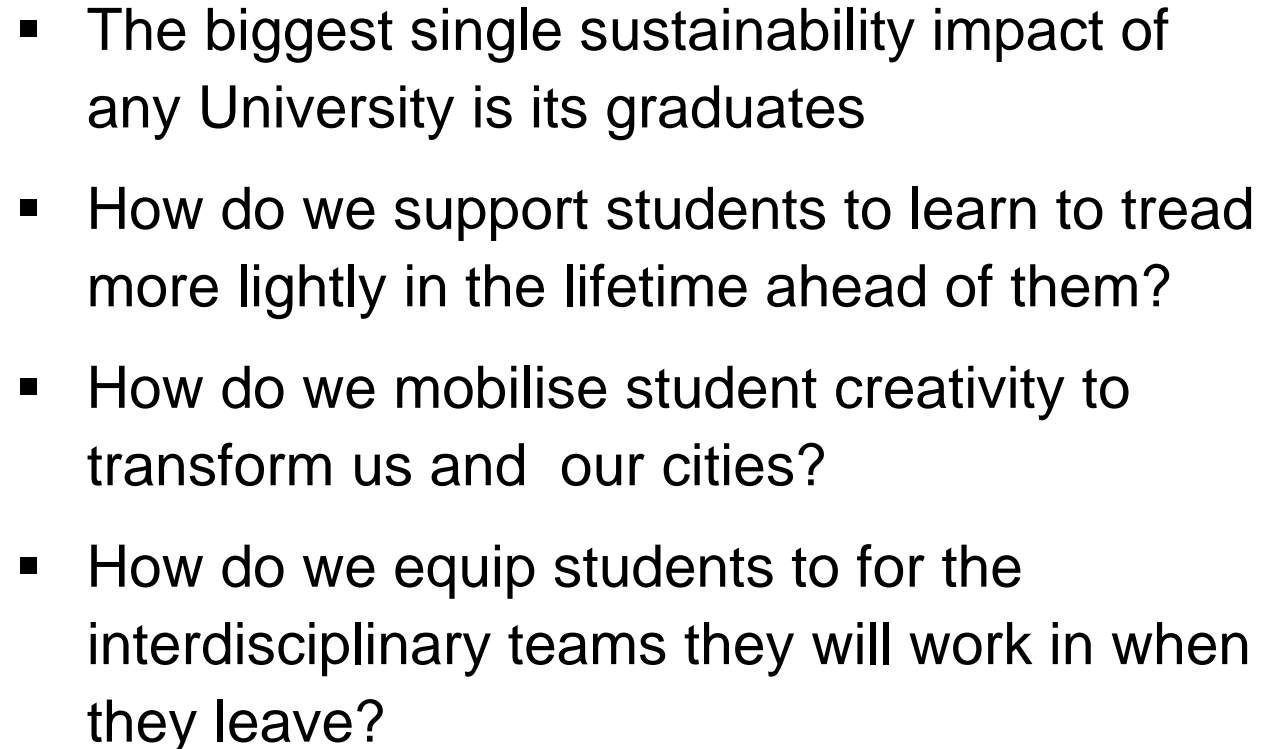 ▪ The biggest single sustainability impact of
any University is its graduates
▪ How do we support students to learn to tread
more lightly in the lifetime ahead of them?
▪ How do we mobilise student creativity to
transform us and  our cities?
▪ How do we equip students to for the
interdisciplinary teams they will work in when
they leave?